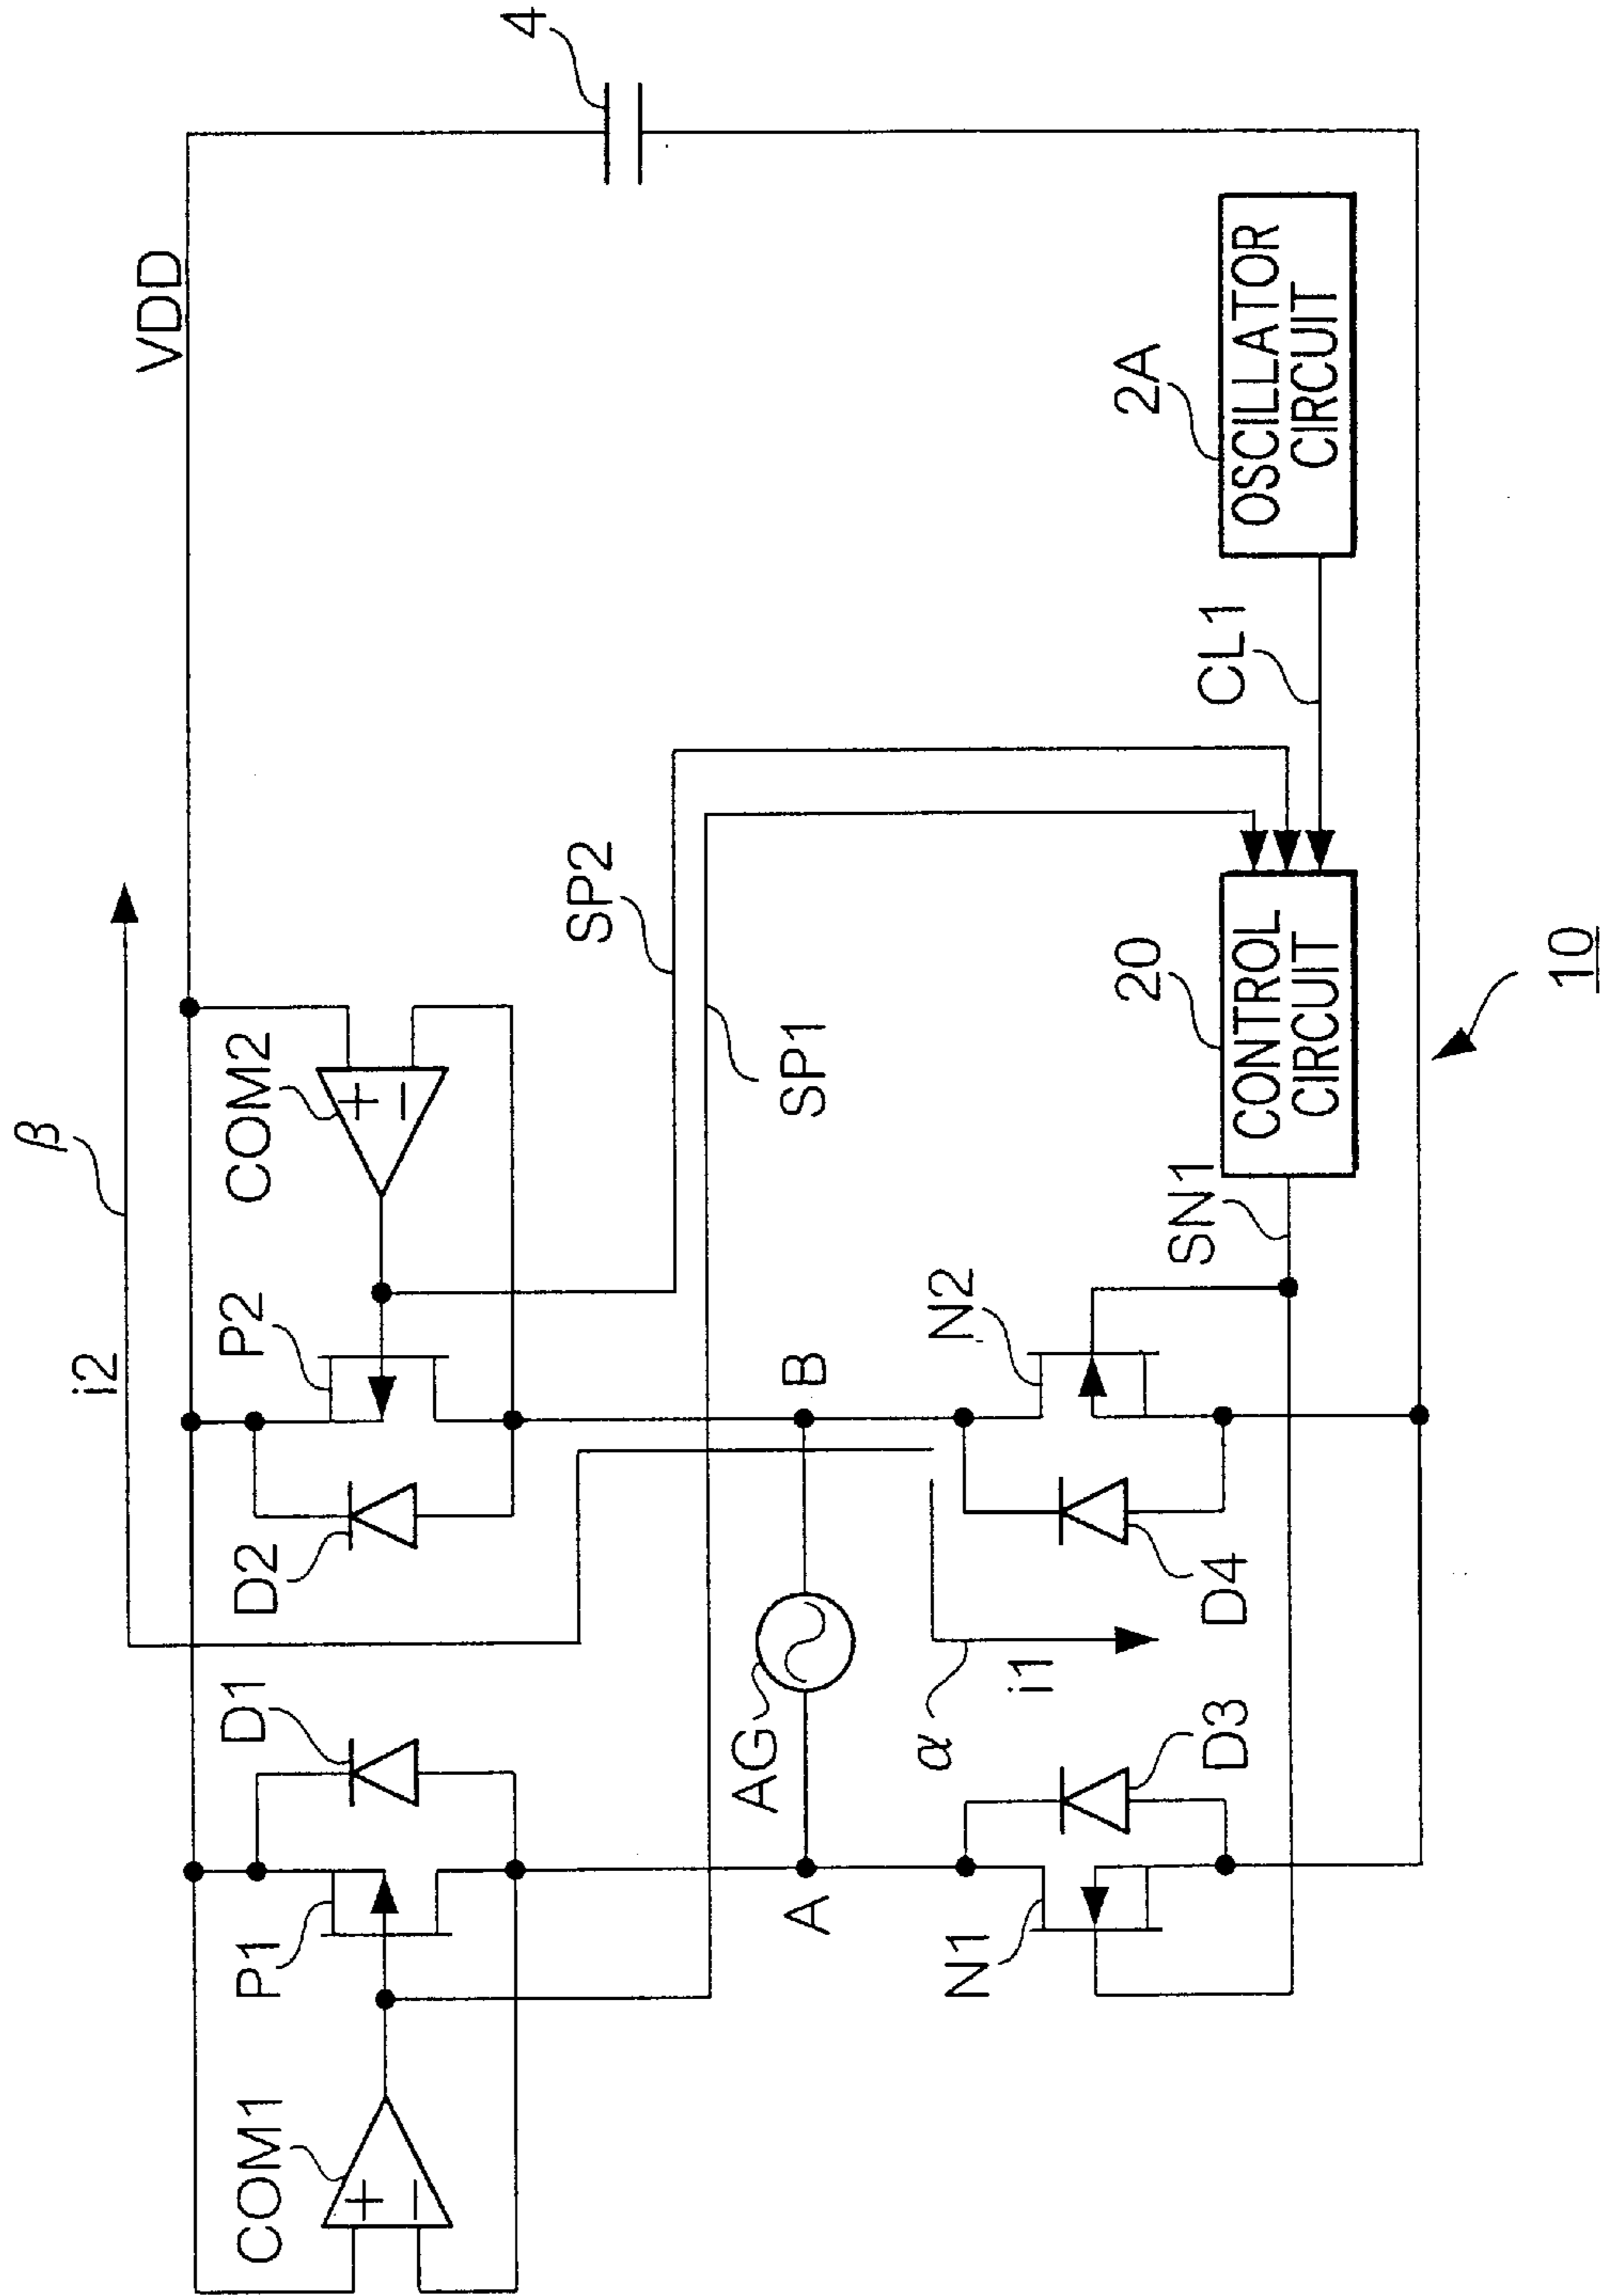 β
i2
VDD
4
COM1
P1
D1
D2
P2
COM2
+
−
+
−
SP2
SP1
A
AG
B
α
i1
N1
D3
D4
N2
SN1
20
CONTROL
CIRCUIT
CL1
2A
OSCILLATOR
CIRCUIT
10